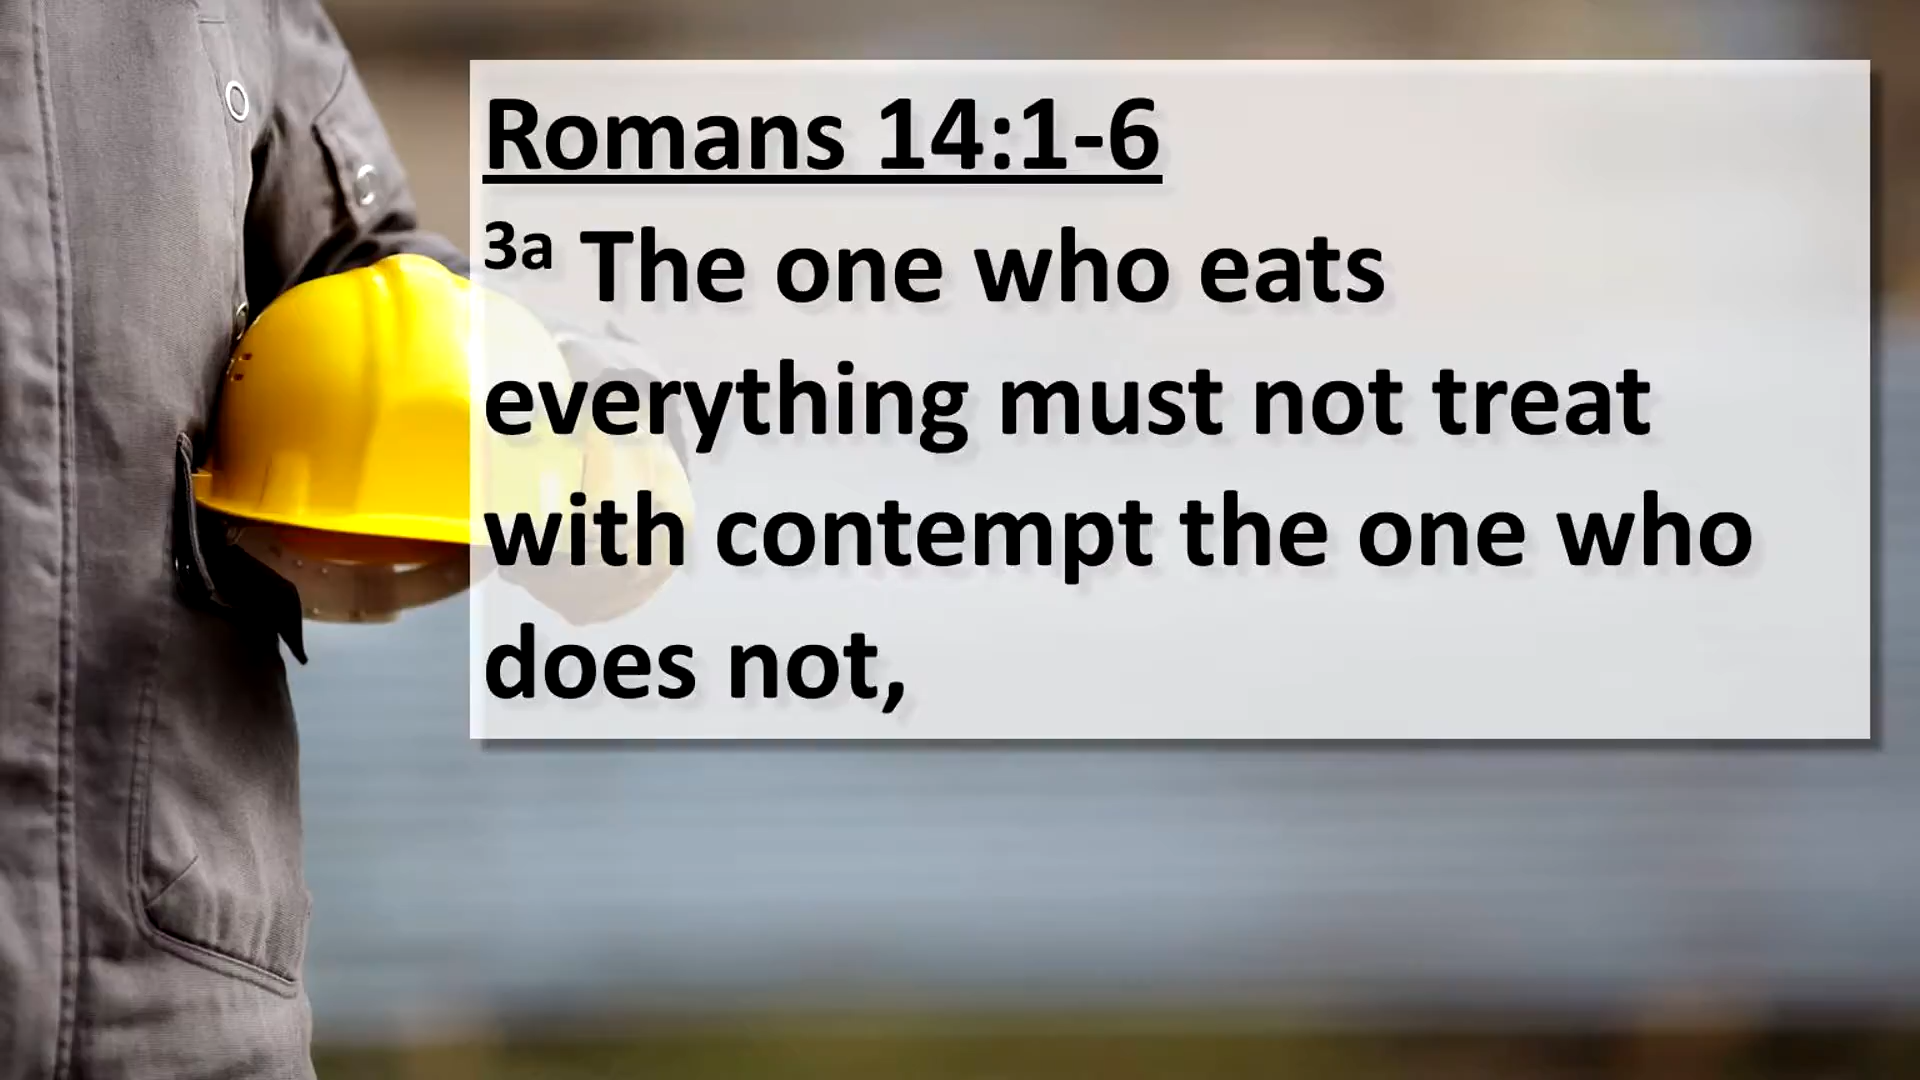 Romans 14:1-6
3a The one who eats
everything must not treat
with contempt the one who
does not,